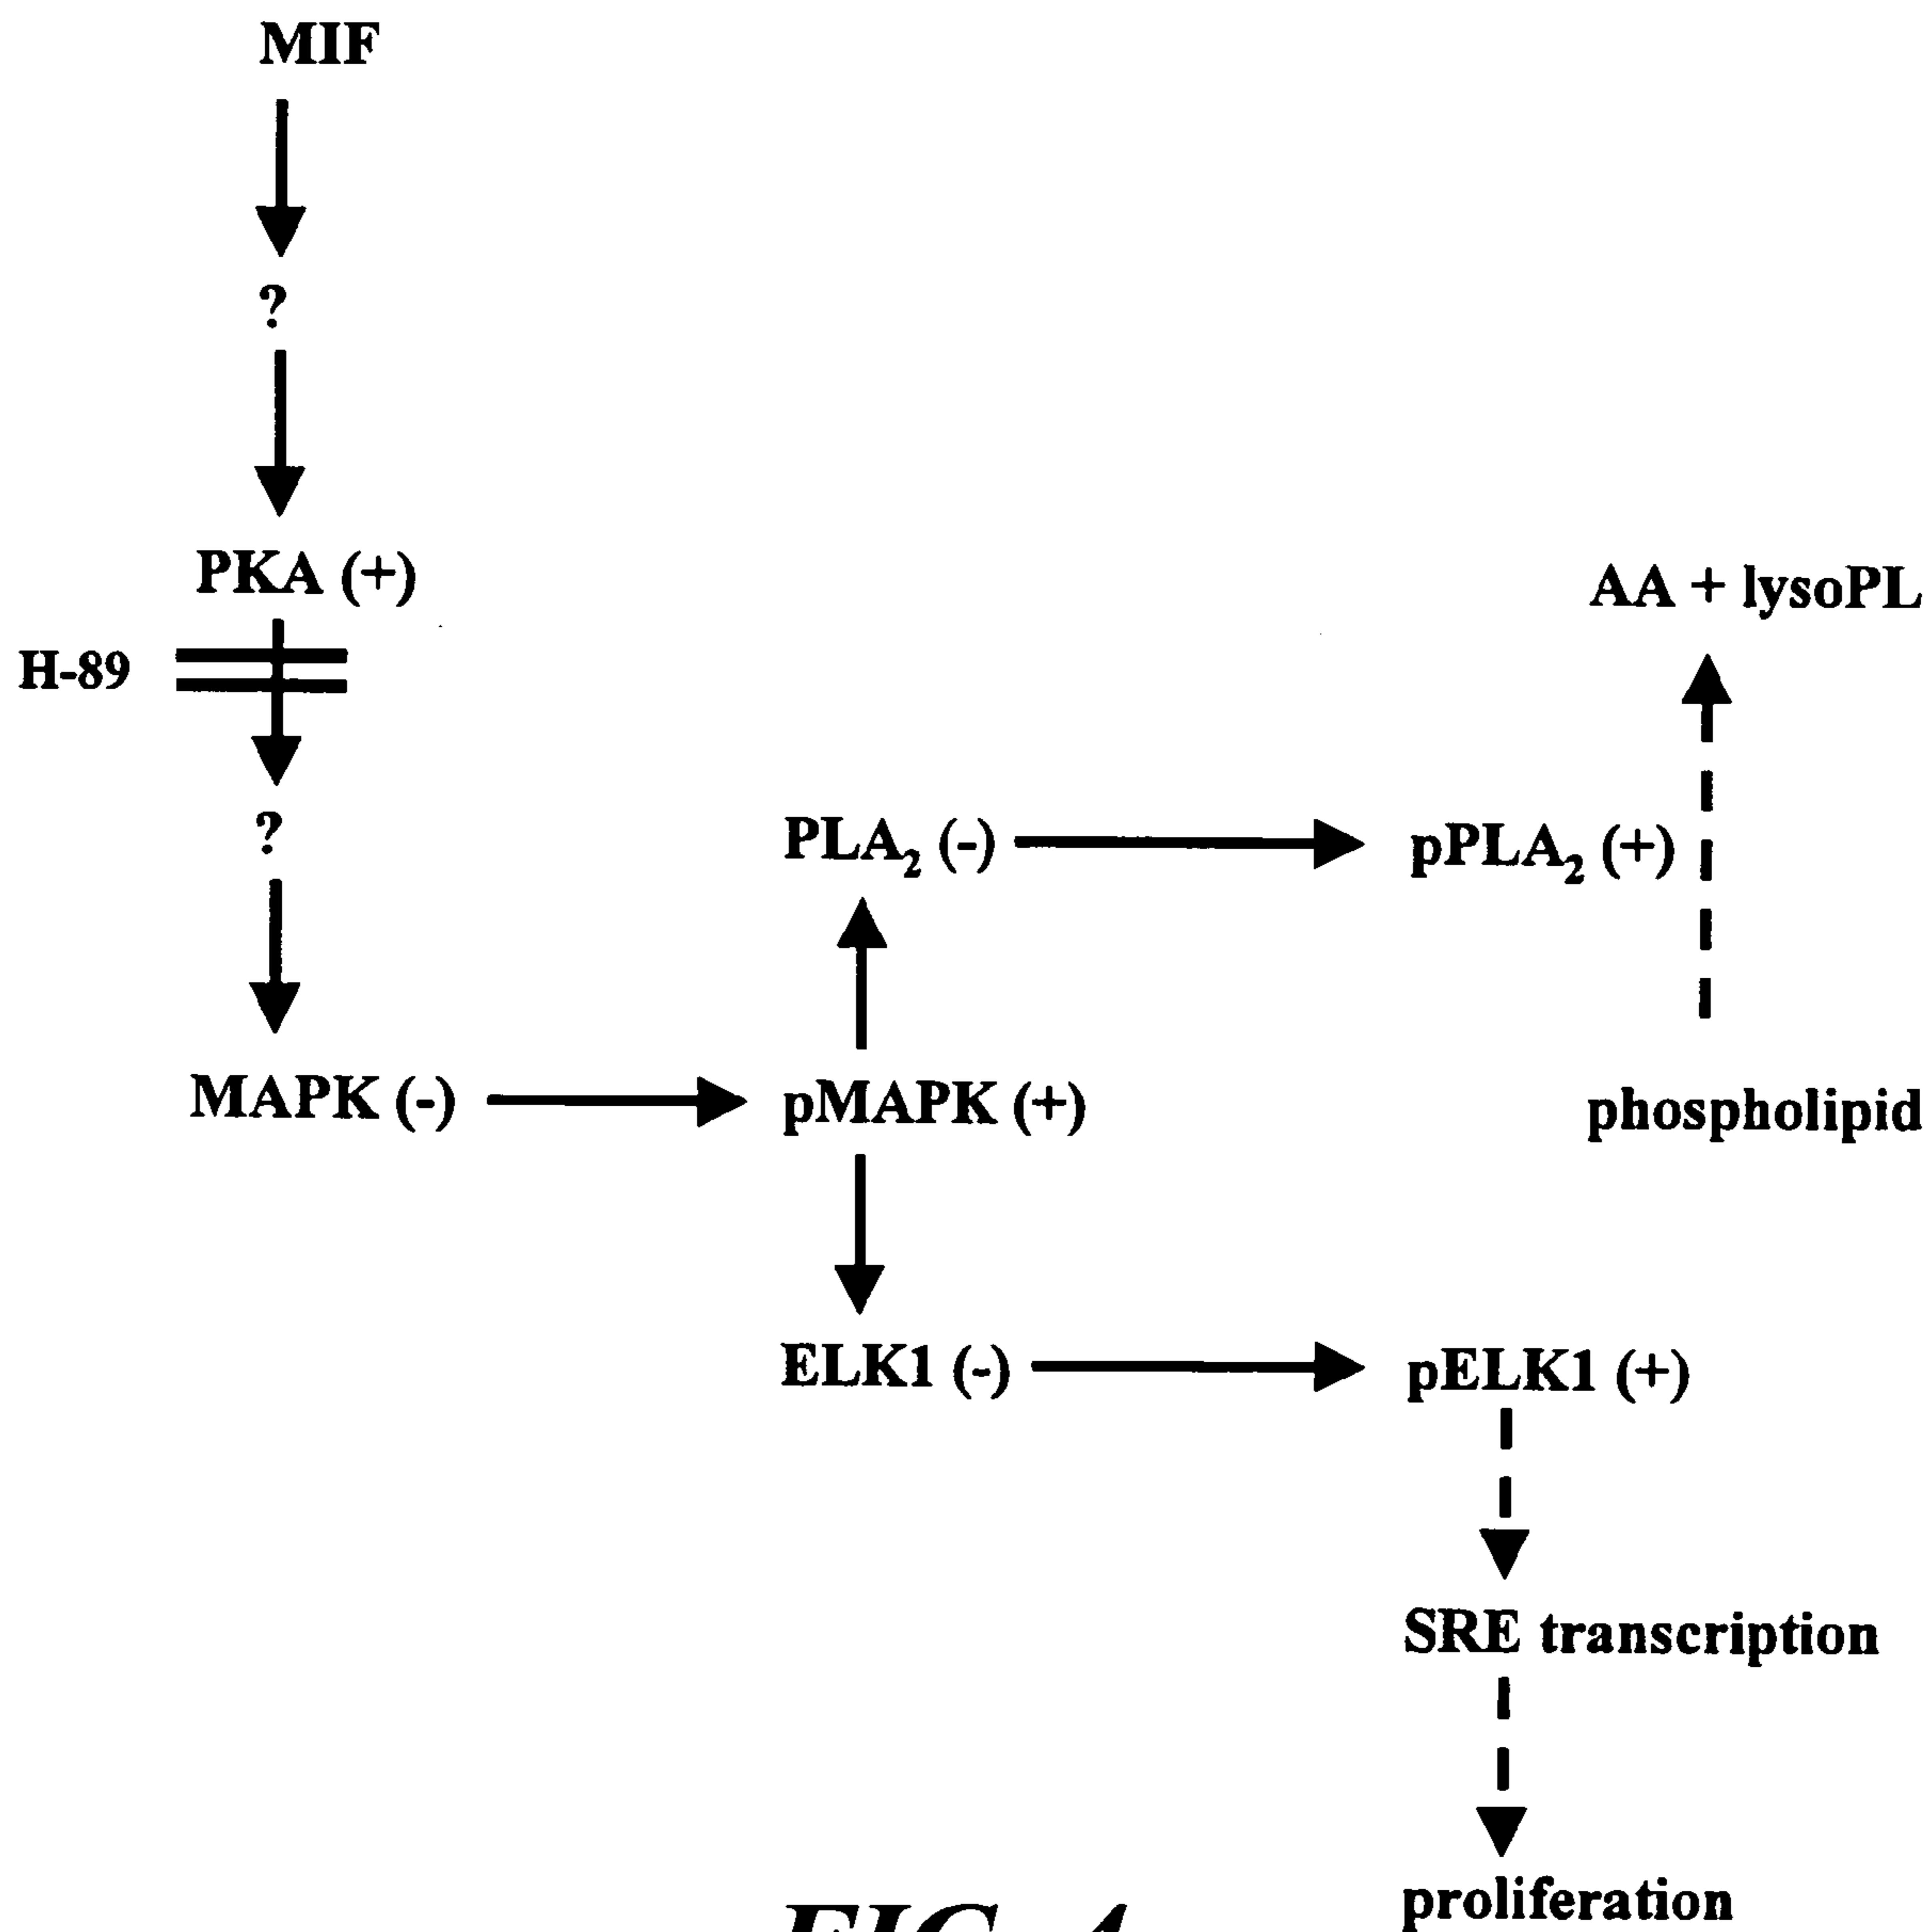 MIF
?
PKA (+)
AA + lysoPL
H-89
?
PLA₂ (-)
pPLA₂ (+)
MAPK (-)
pMAPK (+)
phospholipid
ELK1 (-)
pELK1 (+)
SRE transcription
proliferation